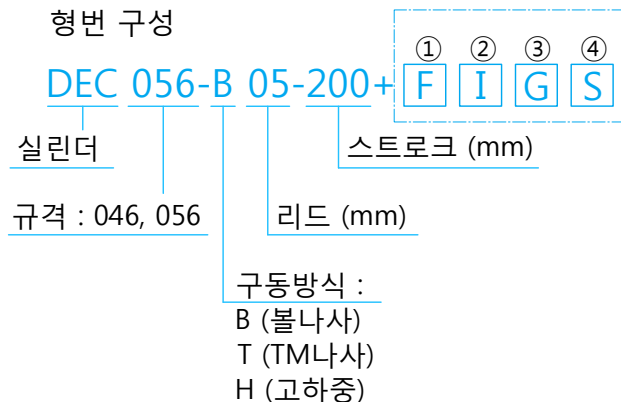 형번 구성
① ② ③ ④
DEC 056-B 05-200+ F I G S
실린더
스트로크 (mm)
규격 : 046, 056
리드 (mm)
구동방식 :
B (볼나사)
T (TM나사)
H (고하중)